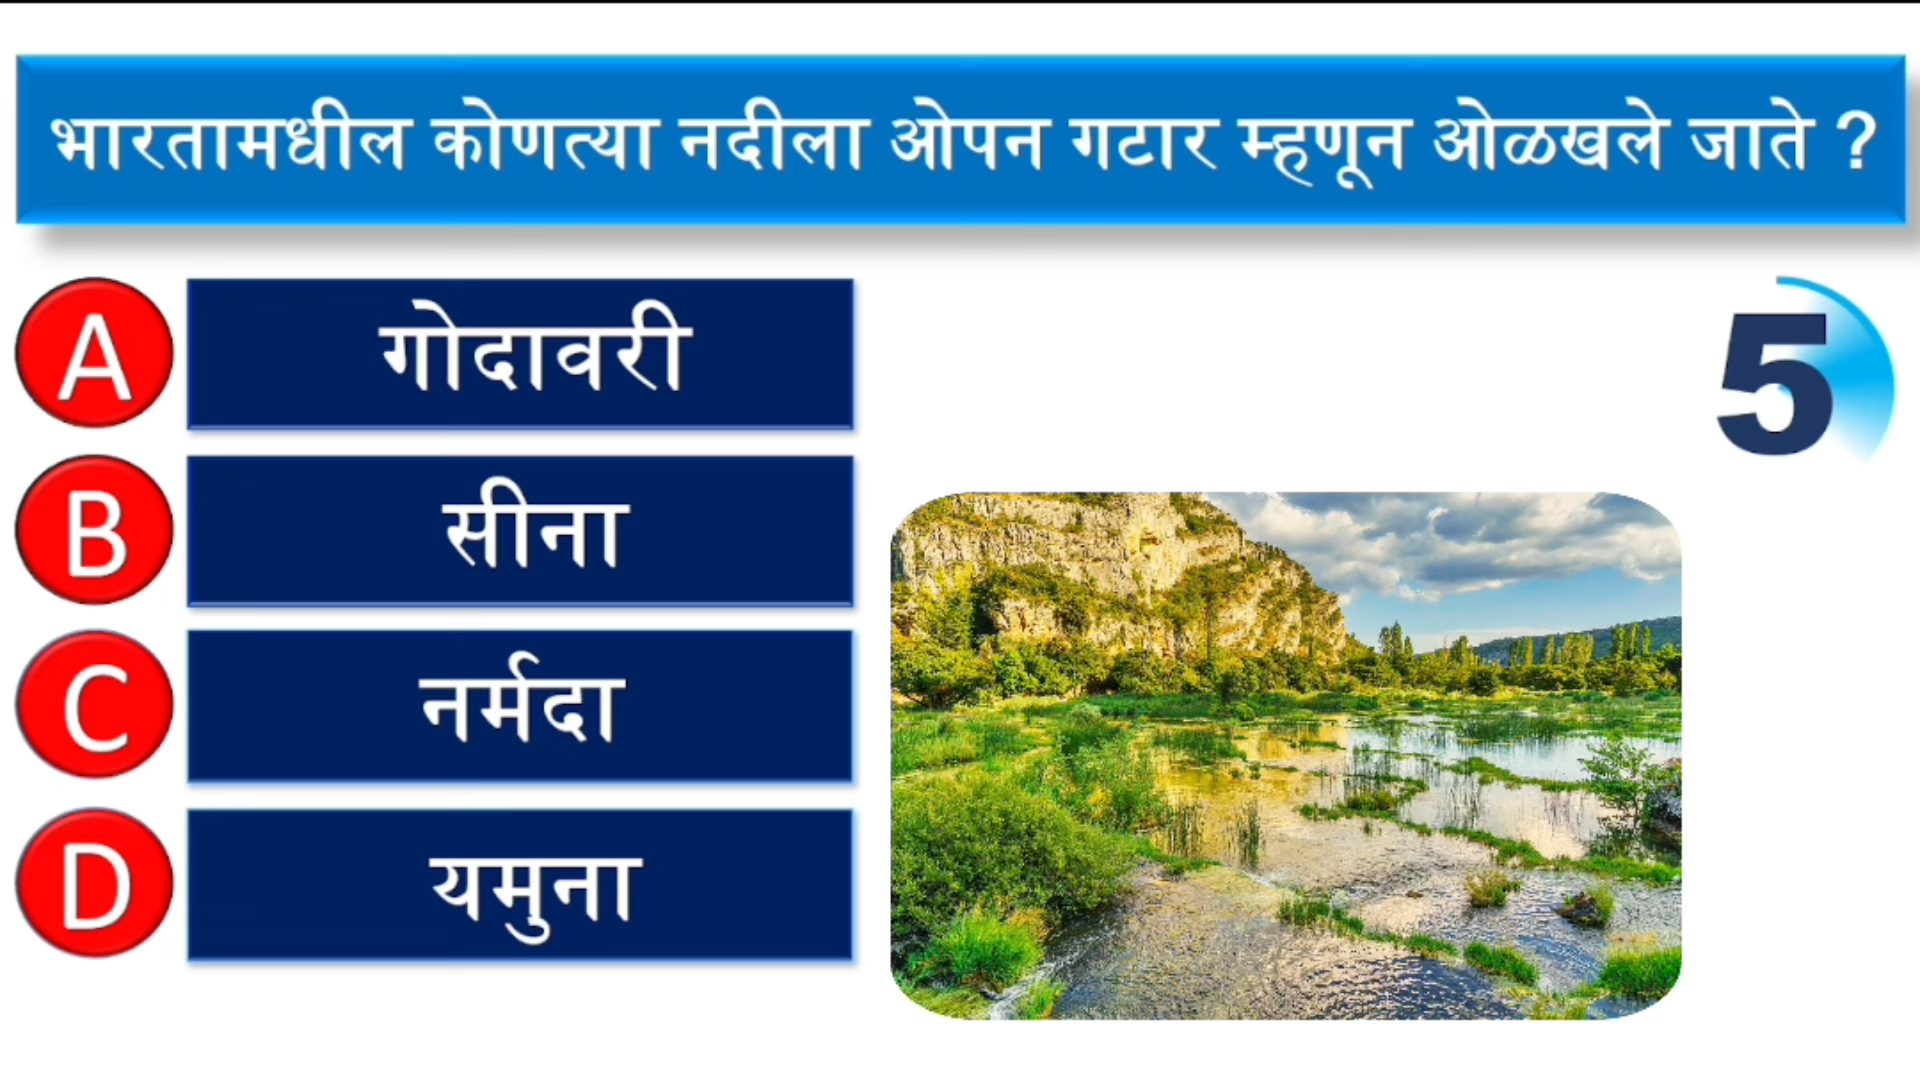 भारतामधील कोणत्या नदीला ओपन गटार म्हणून ओळखले जाते ?
A गोदावरी
5
B सीना
C नर्मदा
D यमुना